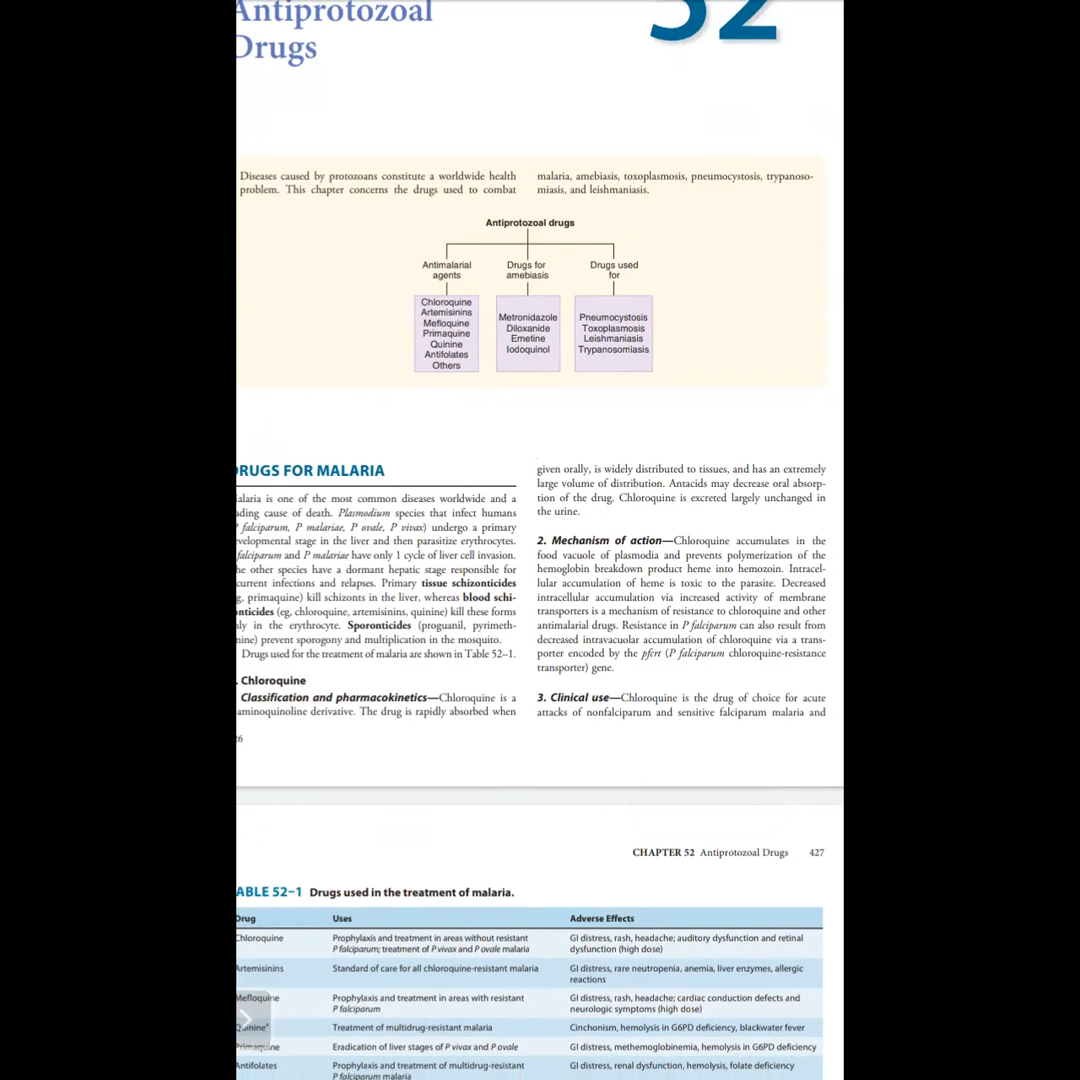 Antiprotozoal
Drugs
52
Diseases caused by protozoans constitute a worldwide health
problem. This chapter concerns the drugs used to combat
malaria, amebiasis, toxoplasmosis, pneumocystosis, trypanoso-
miasis, and leishmaniasis.
Antiprotozoal drugs
Antimalarial
agents
Drugs for
amebiasis
Drugs used
for
Chloroquine
Artemisinins
Mefloquine
Primaquine
Quinine
Antifolates
Others
Metronidazole
Diloxanide
Emetine
Iodoquinol
Pneumocystosis
Toxoplasmosis
Leishmaniasis
Trypanosomiasis
RUGS FOR MALARIA
alaria is one of the most common diseases worldwide and a
ading cause of death. Plasmodium species that infect humans
P falciparum, P malariae, P ovale, P vivax) undergo a primary
velopmental stage in the liver and then parasitize erythrocytes.
falciparum and P malariae have only 1 cycle of liver cell invasion.
he other species have a dormant hepatic stage responsible for
current infections and relapses. Primary tissue schizonticides
g, primaquine) kill schizonts in the liver, whereas blood schi-
nticides (eg, chloroquine, artemisinins, quinine) kill these forms
ly in the erythrocyte. Sporonticides (proguanil, pyrimeth-
ine) prevent sporogony and multiplication in the mosquito.
Drugs used for the treatment of malaria are shown in Table 52–1.
. Chloroquine
Classification and pharmacokinetics—Chloroquine is a
aminoquinoline derivative. The drug is rapidly absorbed when
26
given orally, is widely distributed to tissues, and has an extremely
large volume of distribution. Antacids may decrease oral absorp-
tion of the drug. Chloroquine is excreted largely unchanged in
the urine.
2. Mechanism of action—Chloroquine accumulates in the
food vacuole of plasmodia and prevents polymerization of the
hemoglobin breakdown product heme into hemozoin. Intracel-
lular accumulation of heme is toxic to the parasite. Decreased
intracellular accumulation via increased activity of membrane
transporters is a mechanism of resistance to chloroquine and other
antimalarial drugs. Resistance in P falciparum can also result from
decreased intravacuolar accumulation of chloroquine via a trans-
porter encoded by the pfcrt (P falciparum chloroquine-resistance
transporter) gene.
3. Clinical use—Chloroquine is the drug of choice for acute
attacks of nonfalciparum and sensitive falciparum malaria and
CHAPTER 52 Antiprotozoal Drugs 427
ABLE 52–1 Drugs used in the treatment of malaria.
Drug Uses Adverse Effects
Chloroquine Prophylaxis and treatment in areas without resistant GI distress, rash, headache; auditory dysfunction and retinal
P falciparum; treatment of P vivax and P ovale malaria dysfunction (high dose)
Artemisinins Standard of care for all chloroquine-resistant malaria GI distress, rare neutropenia, anemia, liver enzymes, allergic
reactions
Mefloquine Prophylaxis and treatment in areas with resistant GI distress, rash, headache; cardiac conduction defects and
P falciparum neurologic symptoms (high dose)
Quinine* Treatment of multidrug-resistant malaria Cinchonism, hemolysis in G6PD deficiency, blackwater fever
Primaquine Eradication of liver stages of P vivax and P ovale GI distress, methemoglobinemia, hemolysis in G6PD deficiency
Antifolates Prophylaxis and treatment of multidrug-resistant GI distress, renal dysfunction, hemolysis, folate deficiency
P falciparum malaria